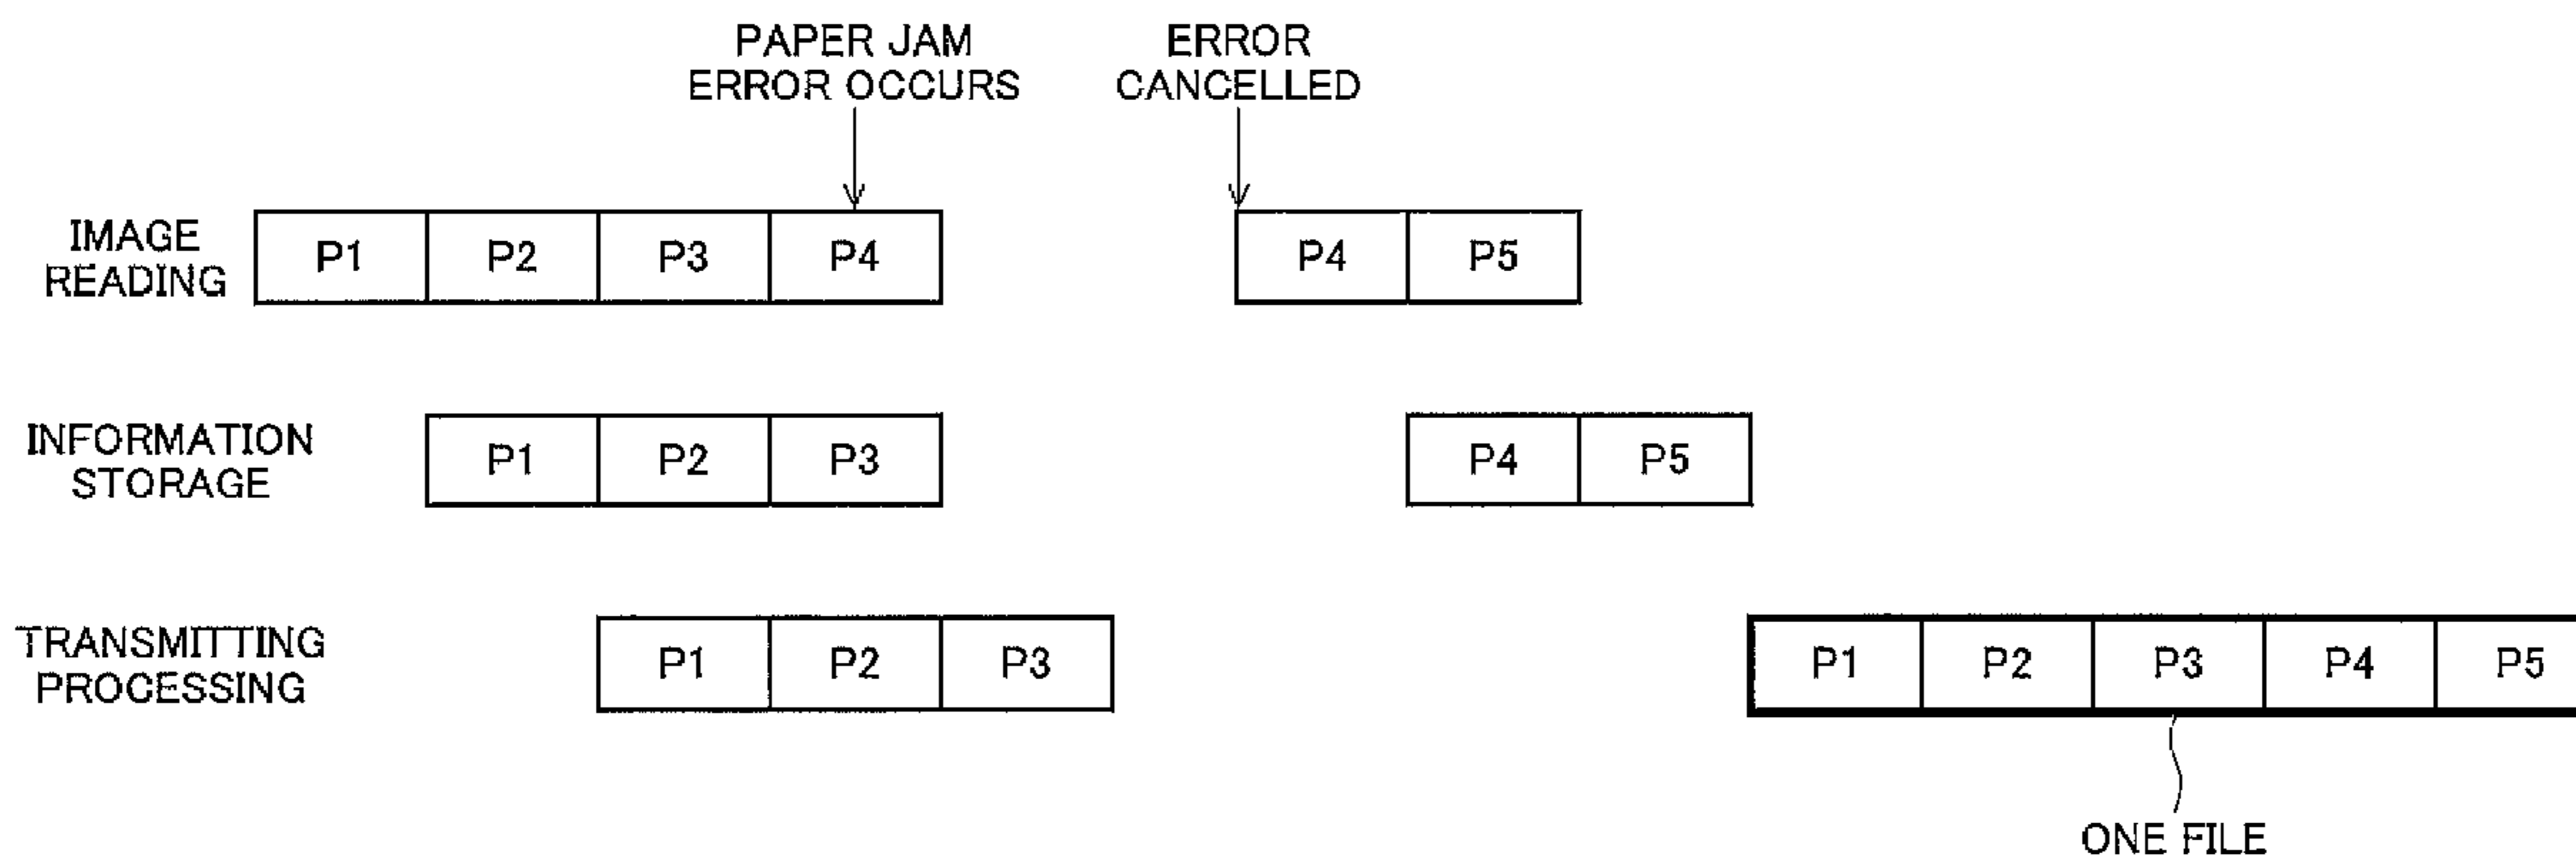 PAPER JAM
ERROR OCCURS
ERROR
CANCELLED
IMAGE
READING
P1 P2 P3 P4 P4 P5
INFORMATION
STORAGE
P1 P2 P3 P4 P5
TRANSMITTING
PROCESSING
P1 P2 P3 P1 P2 P3 P4 P5
ONE FILE